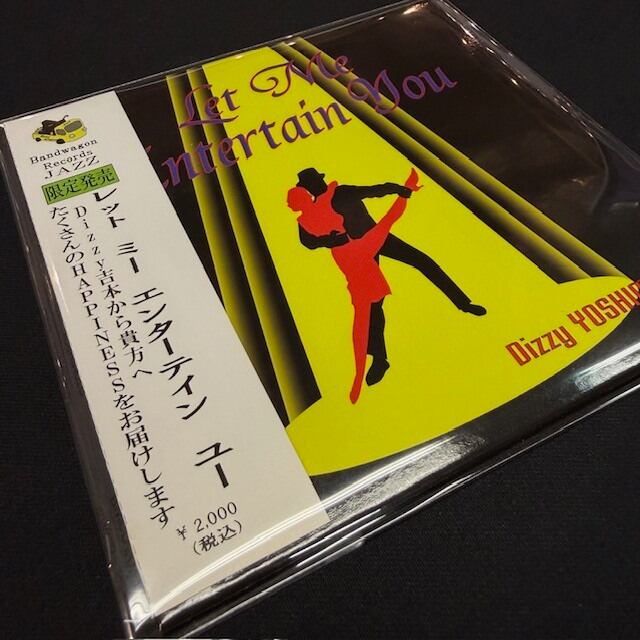 Bandwagon
Records
JAZZ
限定発売
レット ミー エンターテイン ユー
Dizzy吉本から貴方へ
たくさんのHAPPINESSをお届けします
¥2,000
(税込)
Let Me
Entertain You
Dizzy